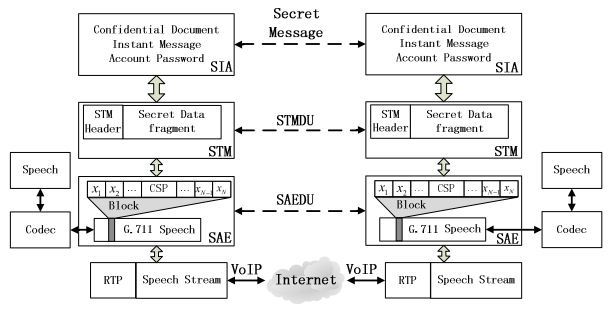 Secret
Message
Confidential Document
Instant Message
Account Password
SIA
Confidential Document
Instant Message
Account Password
SIA
STM
Header
Secret Data
fragment
STM
STMDU
STM
Header
Secret Data
fragment
STM
Speech
Codec
x1 x2 ... CSP ... xN-1 xN
Block
G.711 Speech
SAE
SAEDU
x1 x2 ... CSP ... xN-1 xN
Block
G.711 Speech
SAE
Speech
Codec
RTP Speech Stream
VoIP
Internet
VoIP
RTP Speech Stream